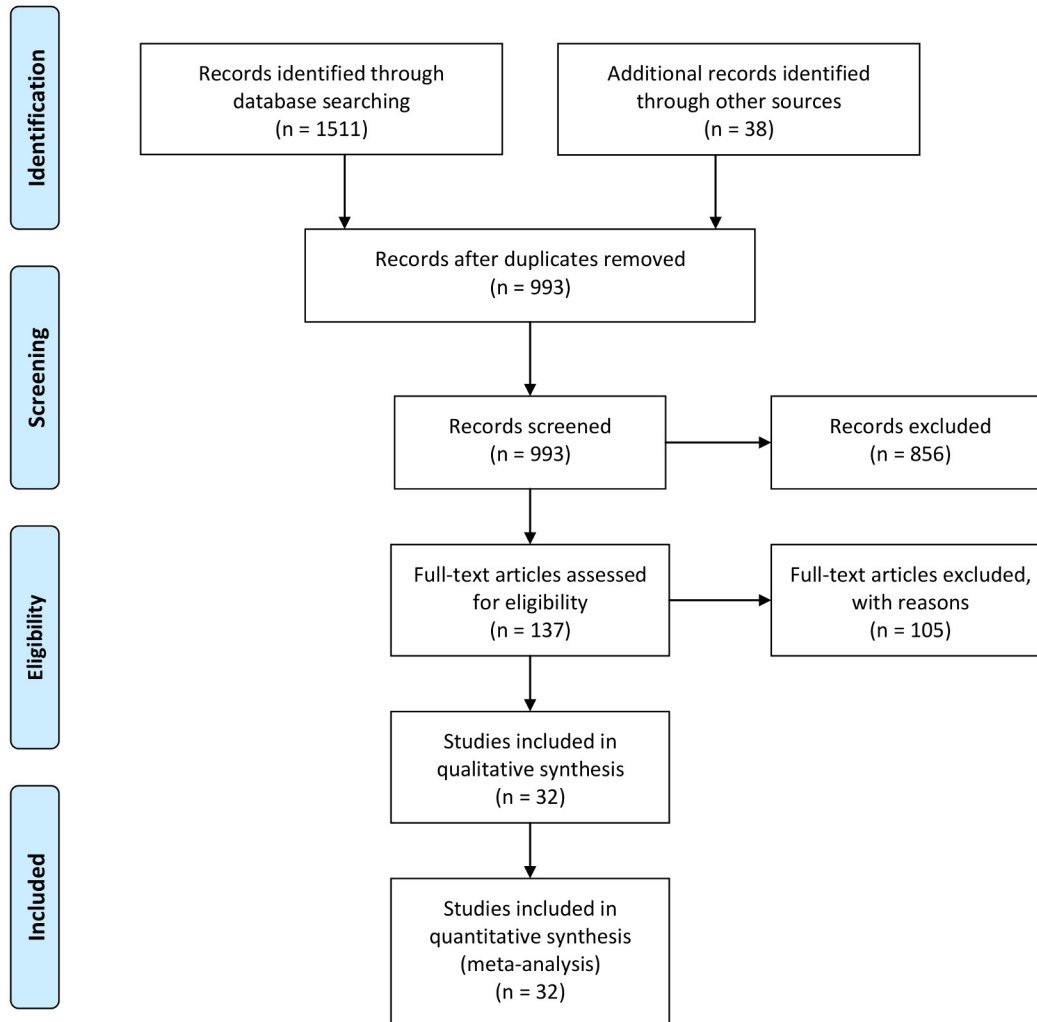 Identification
Records identified through
database searching
(n = 1511)
Additional records identified
through other sources
(n = 38)
Records after duplicates removed
(n = 993)
Screening
Records screened
(n = 993)
Records excluded
(n = 856)
Eligibility
Full-text articles assessed
for eligibility
(n = 137)
Full-text articles excluded,
with reasons
(n = 105)
Studies included in
qualitative synthesis
(n = 32)
Included
Studies included in
quantitative synthesis
(meta-analysis)
(n = 32)